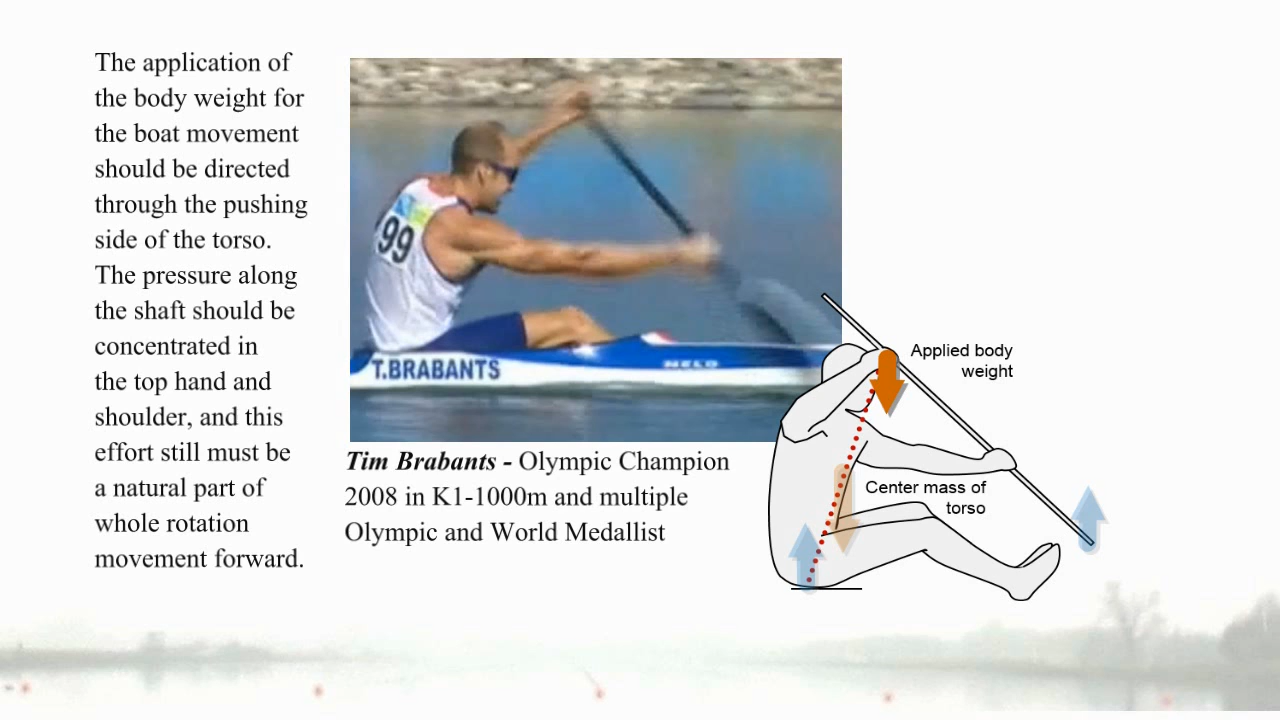 The application of
the body weight for
the boat movement
should be directed
through the pushing
side of the torso.
The pressure along
the shaft should be
concentrated in
the top hand and
shoulder, and this
effort still must be
a natural part of
whole rotation
movement forward.
99
T.BRABANTS
NELO
Tim Brabants - Olympic Champion
2008 in K1-1000m and multiple
Olympic and World Medallist
Applied body
weight
Center mass of
torso